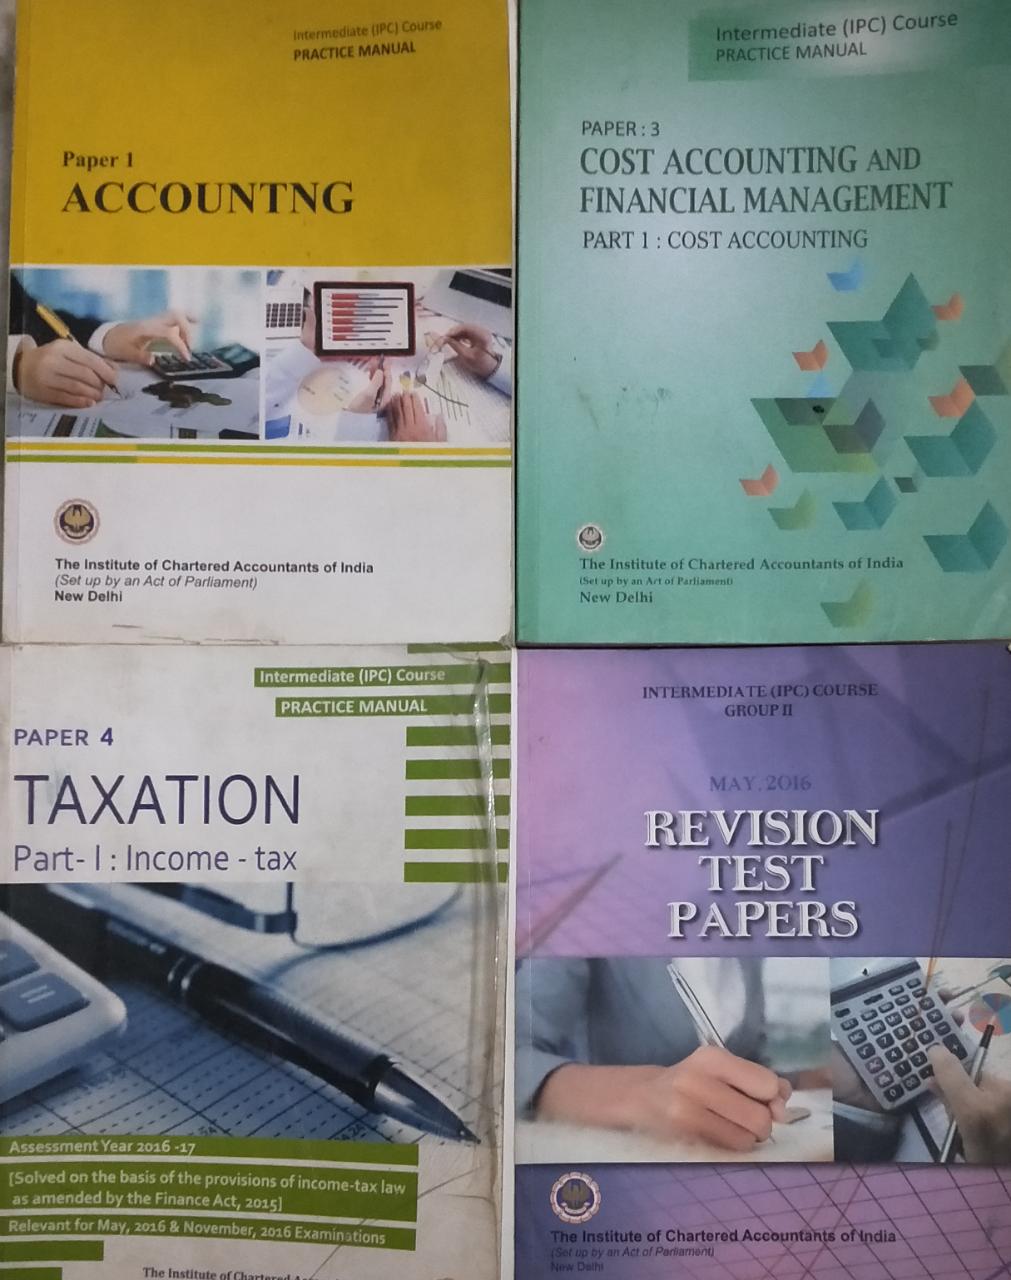 Intermediate (IPC) Course
PRACTICE MANUAL
Paper 1
ACCOUNTNG
The Institute of Chartered Accountants of India
(Set up by an Act of Parliament)
New Delhi
Intermediate (IPC) Course
PRACTICE MANUAL
PAPER : 3
COST ACCOUNTING AND
FINANCIAL MANAGEMENT
PART 1 : COST ACCOUNTING
The Institute of Chartered Accountants of India
(Set up by an Act of Parliament)
New Delhi
Intermediate (IPC) Course
PRACTICE MANUAL
PAPER 4
TAXATION
Part- I : Income - tax
Assessment Year 2016 -17
[Solved on the basis of the provisions of income-tax law
as amended by the Finance Act, 2015]
Relevant for May, 2016 & November, 2016 Examinations
The Institute of Chartered
INTERMEDIATE (IPC) COURSE
GROUP II
MAY, 2016
REVISION
TEST
PAPERS
The Institute of Chartered Accountants of India
(Set up by an Act of Parliament)
New Delhi